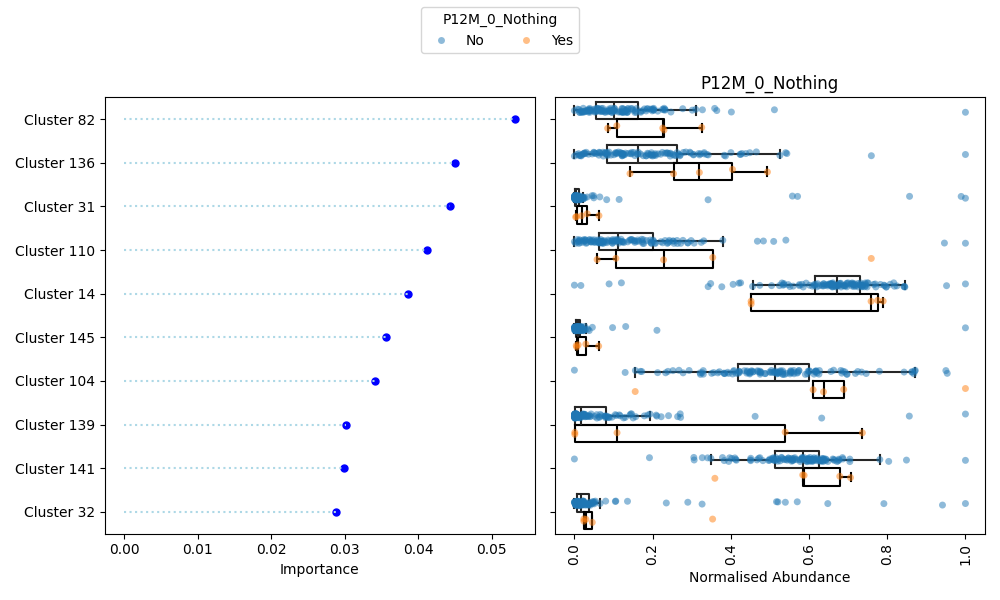 P12M_0_Nothing
No Yes
P12M_0_Nothing
Cluster 82
Cluster 136
Cluster 31
Cluster 110
Cluster 14
Cluster 145
Cluster 104
Cluster 139
Cluster 141
Cluster 32
0.00 0.01 0.02 0.03 0.04 0.05
Importance
0.0 0.2 0.4 0.6 0.8 1.0
Normalised Abundance